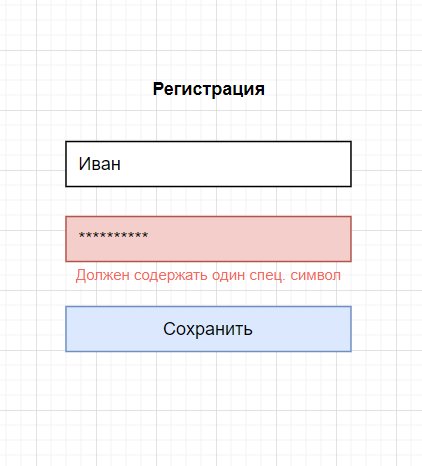 Регистрация
Иван
**********
Должен содержать один спец. символ
Сохранить